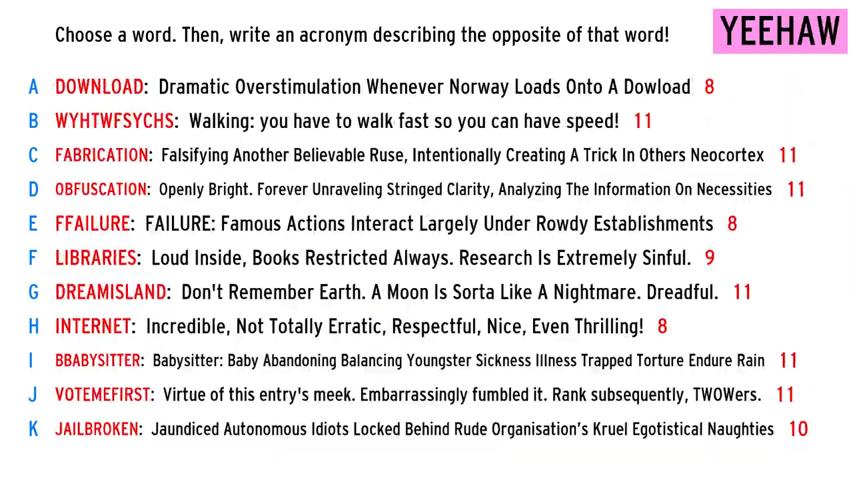 Choose a word. Then, write an acronym describing the opposite of that word!
YEEHAW
A DOWNLOAD: Dramatic Overstimulation Whenever Norway Loads Onto A Dowload 8
B WYHTWFSYCHS: Walking: you have to walk fast so you can have speed! 11
C FABRICATION: Falsifying Another Believable Ruse, Intentionally Creating A Trick In Others Neocortex 11
D OBFUSCATION: Openly Bright. Forever Unraveling Stringed Clarity, Analyzing The Information On Necessities 11
E FFAILURE: FAILURE: Famous Actions Interact Largely Under Rowdy Establishments 8
F LIBRARIES: Loud Inside, Books Restricted Always. Research Is Extremely Sinful. 9
G DREAMISLAND: Don't Remember Earth. A Moon Is Sorta Like A Nightmare. Dreadful. 11
H INTERNET: Incredible, Not Totally Erratic, Respectful, Nice, Even Thrilling! 8
I BBABYSITTER: Babysitter: Baby Abandoning Balancing Youngster Sickness Illness Trapped Torture Endure Rain 11
J VOTEMEFIRST: Virtue of this entry's meek. Embarrassingly fumbled it. Rank subsequently, TWOWers. 11
K JAILBROKEN: Jaundiced Autonomous Idiots Locked Behind Rude Organisation's Kruel Egotistical Naughties 10